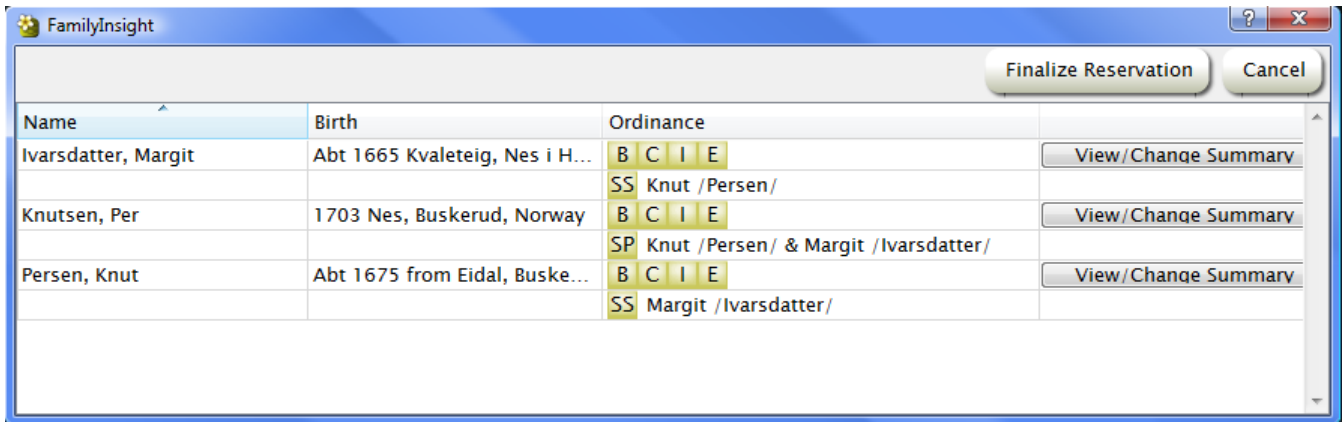 FamilyInsight
Finalize Reservation Cancel
Name Birth Ordinance
Ivarsdatter, Margit Abt 1665 Kvaleteig, Nes i H... B C I E View/Change Summary
SS Knut /Persen/
Knutsen, Per 1703 Nes, Buskerud, Norway B C I E View/Change Summary
SP Knut /Persen/ & Margit /Ivarsdatter/
Persen, Knut Abt 1675 from Eidal, Buske... B C I E View/Change Summary
SS Margit /Ivarsdatter/